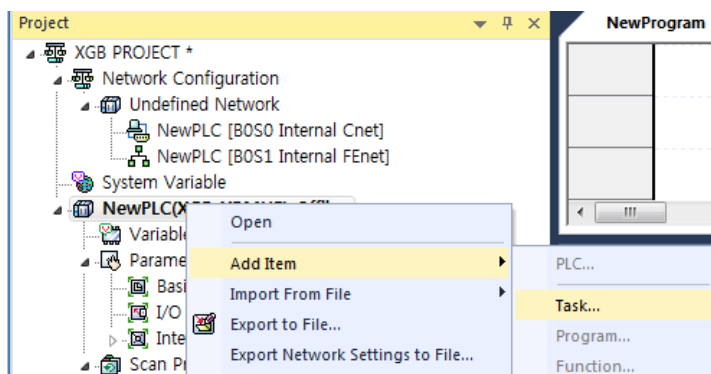 Project
NewProgram
XGB PROJECT *
Network Configuration
Undefined Network
NewPLC [B0S0 Internal Cnet]
NewPLC [B0S1 Internal FEnet]
System Variable
NewPLC(X
Open
Variable
Add Item
PLC...
Parame
Basi
Import From File
Task...
I/O
Export to File...
Program...
Inte
Export Network Settings to File...
Function...
Scan Pr